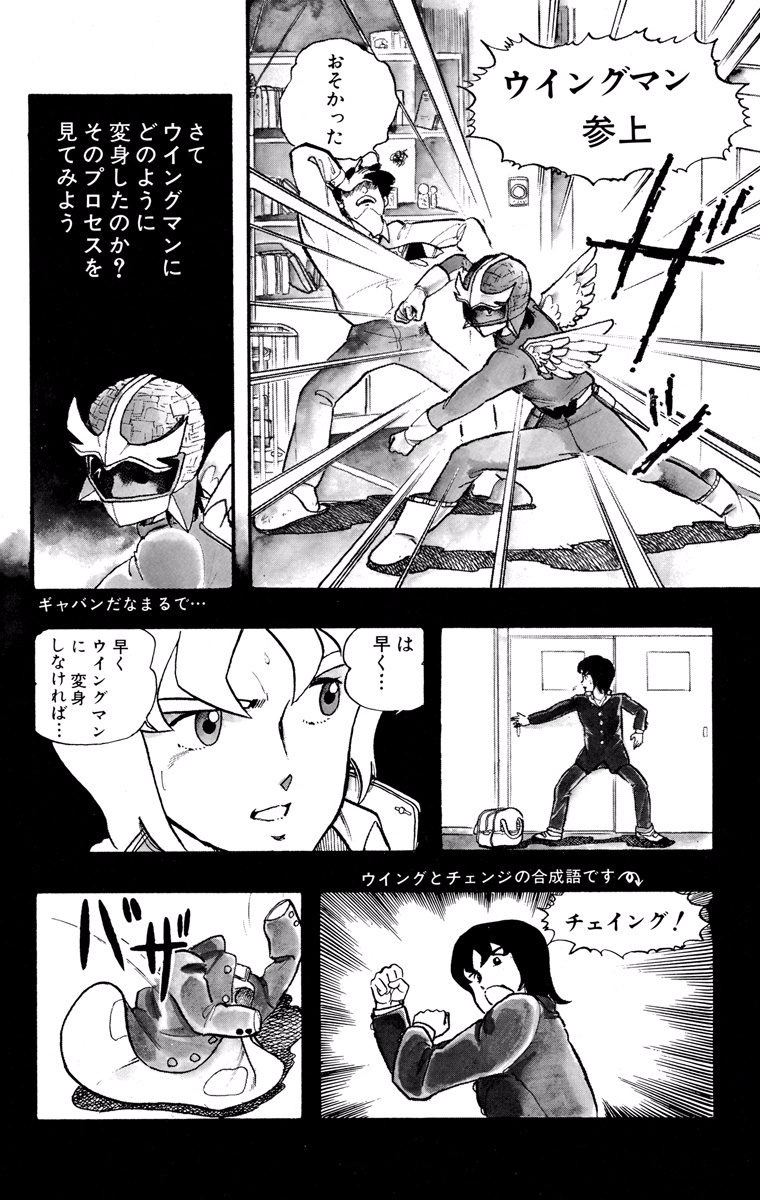 ウイングマン
参上
おそかった
ザザッ
さて
ウイングマンに
どのように
変身したのか?
そのプロセスを
見てみよう
ギャバンだなまるで…
は
早く…
早く
ウイングマン
に 変身
しなければ…
ウイングとチェンジの合成語です
チェイング!
バサ